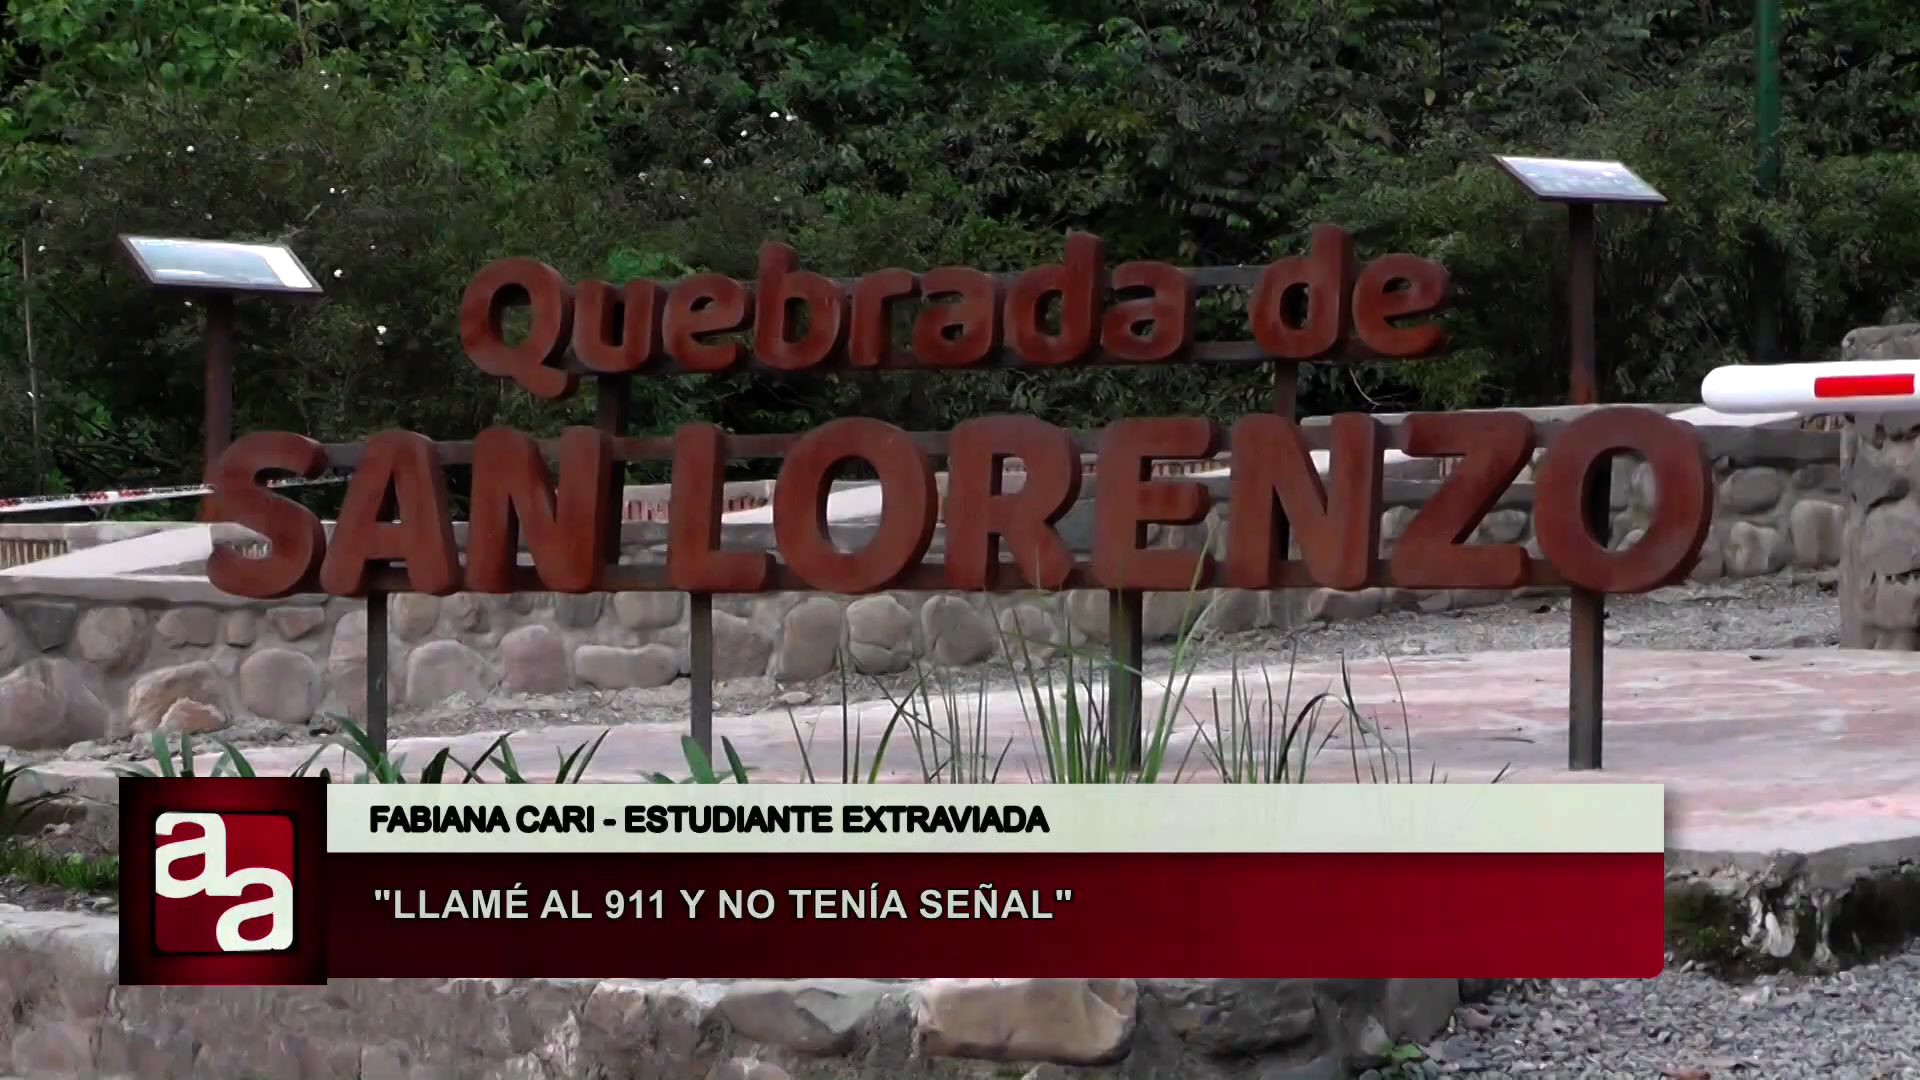 Quebrada de
SAN LORENZO
FABIANA CARI - ESTUDIANTE EXTRAVIADA
aa
"LLAMÉ AL 911 Y NO TENÍA SEÑAL"